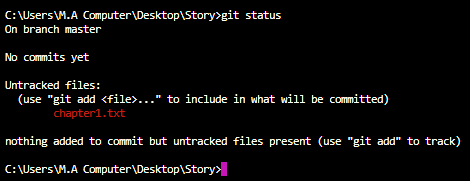 C:\Users\M.A Computer\Desktop\Story>git status
On branch master
No commits yet
Untracked files:
(use "git add <file>..." to include in what will be committed)
chapter1.txt
nothing added to commit but untracked files present (use "git add" to track)
C:\Users\M.A Computer\Desktop\Story>